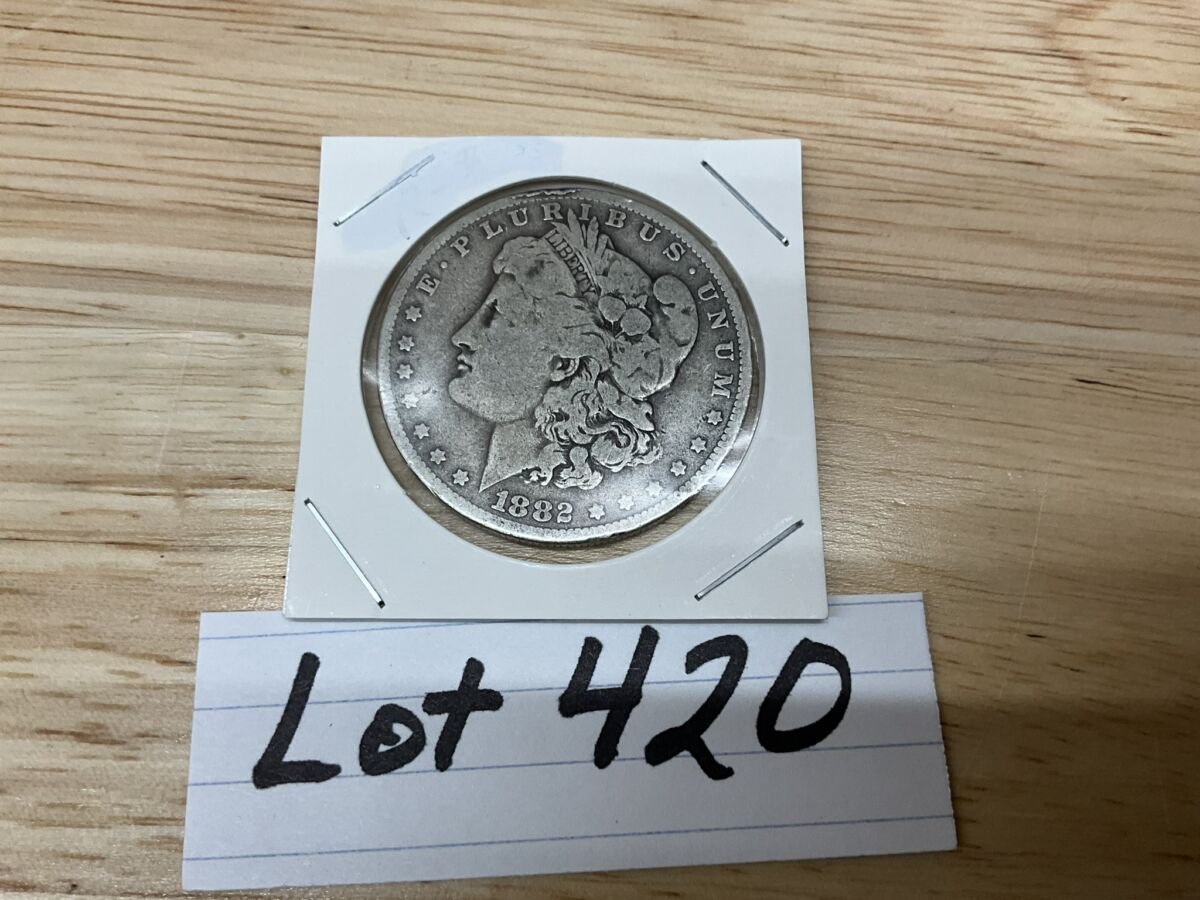 E · PLURIBUS · UNUM
LIBERTY
1882
Lot 420